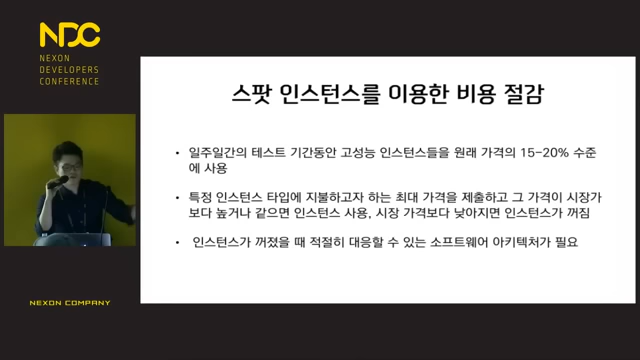 NDC
NEXON
DEVELOPERS
CONFERENCE
스팟 인스턴스를 이용한 비용 절감
• 일주일간의 테스트 기간동안 고성능 인스턴스들을 원래 가격의 15-20% 수준
에 사용
• 특정 인스턴스 타입에 지불하고자 하는 최대 가격을 제출하고 그 가격이 시장가
보다 높거나 같으면 인스턴스 사용, 시장 가격보다 낮아지면 인스턴스가 꺼짐
• 인스턴스가 꺼졌을 때 적절히 대응할 수 있는 소프트웨어 아키텍처가 필요
NEXON COMPANY